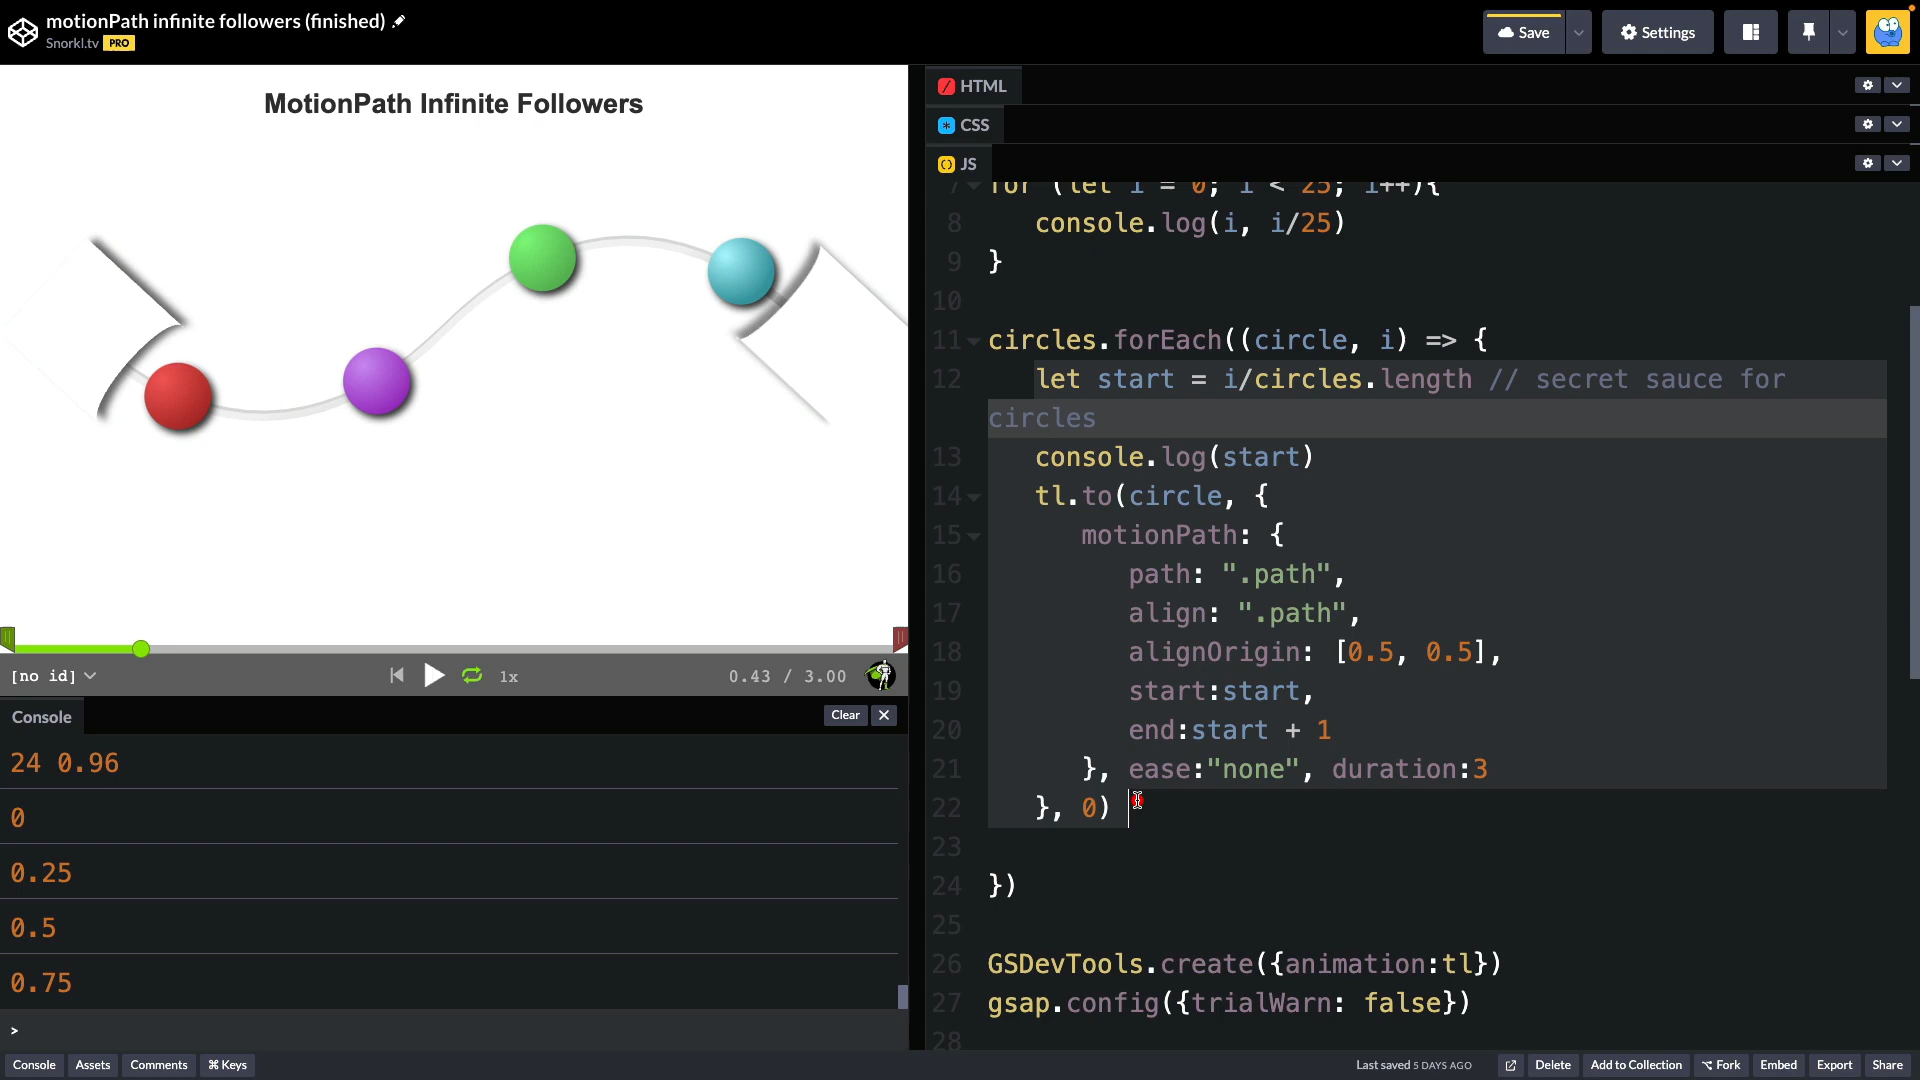 motionPath infinite followers (finished)
Snorkl.tv PRO
Save
Settings
MotionPath Infinite Followers
[no id]
1x
0.43 / 3.00
Console
Clear
24 0.96
0
0.25
0.5
0.75
>
HTML
CSS
JS
7 for (let i = 0; i < 25; i++){
8 console.log(i, i/25)
9 }
10
11 circles.forEach((circle, i) => {
12 let start = i/circles.length // secret sauce for
circles
13 console.log(start)
14 tl.to(circle, {
15 motionPath: {
16 path: ".path",
17 align: ".path",
18 alignOrigin: [0.5, 0.5],
19 start:start,
20 end:start + 1
21 }, ease:"none", duration:3
22 }, 0)
23
24 })
25
26 GSDevTools.create({animation:tl})
27 gsap.config({trialWarn: false})
28
Console Assets Comments ⌘ Keys
Last saved 5 DAYS AGO Delete Add to Collection Fork Embed Export Share